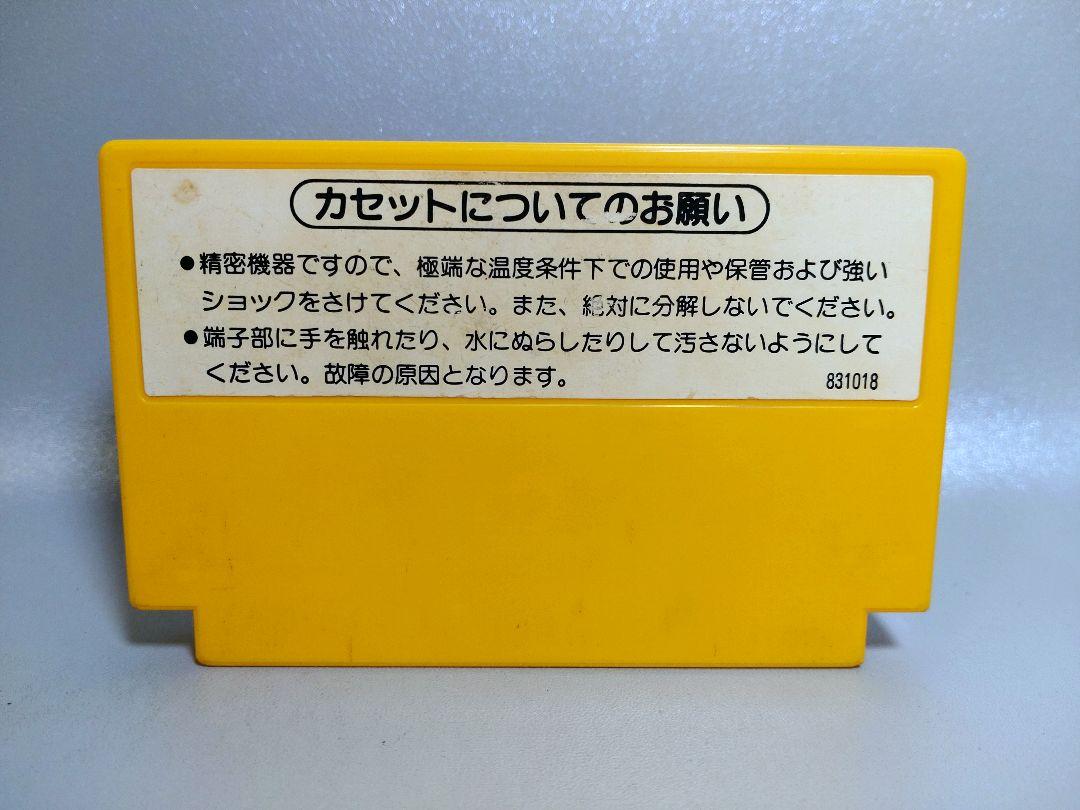 カセットについてのお願い
●精密機器ですので、極端な温度条件下での使用や保管および強い
ショックをさけてください。また、絶対に分解しないでください。
●端子部に手を触れたり、水にぬらしたりして汚さないようにして
ください。故障の原因となります。
831018